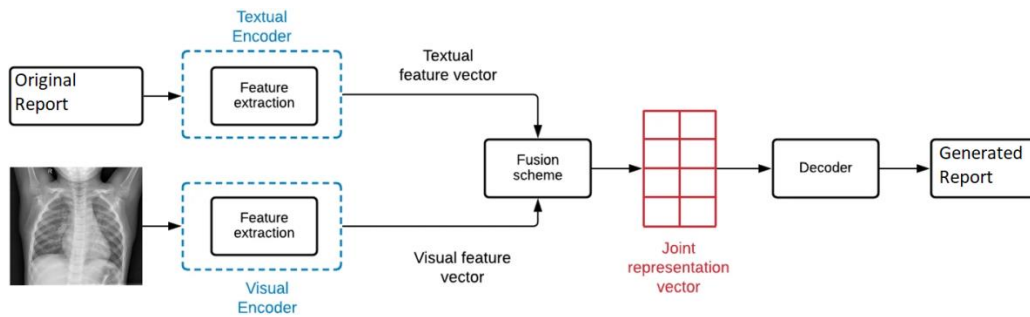 Textual
Encoder
Original
Report
Feature
extraction
Textual
feature vector
Fusion
scheme
Decoder
Generated
Report
R
Feature
extraction
Visual
Encoder
Visual feature
vector
Joint
representation
vector